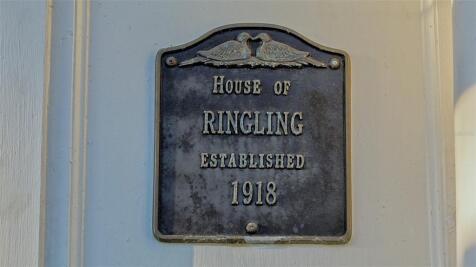 House of
RINGLING
ESTABLISHED
1918